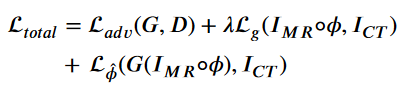 ℒ_total = ℒ_adv(G, D) + λℒ_g(I_MR∘ϕ, I_CT)
+ ℒ_ϕ̂(G(I_MR∘ϕ), I_CT)